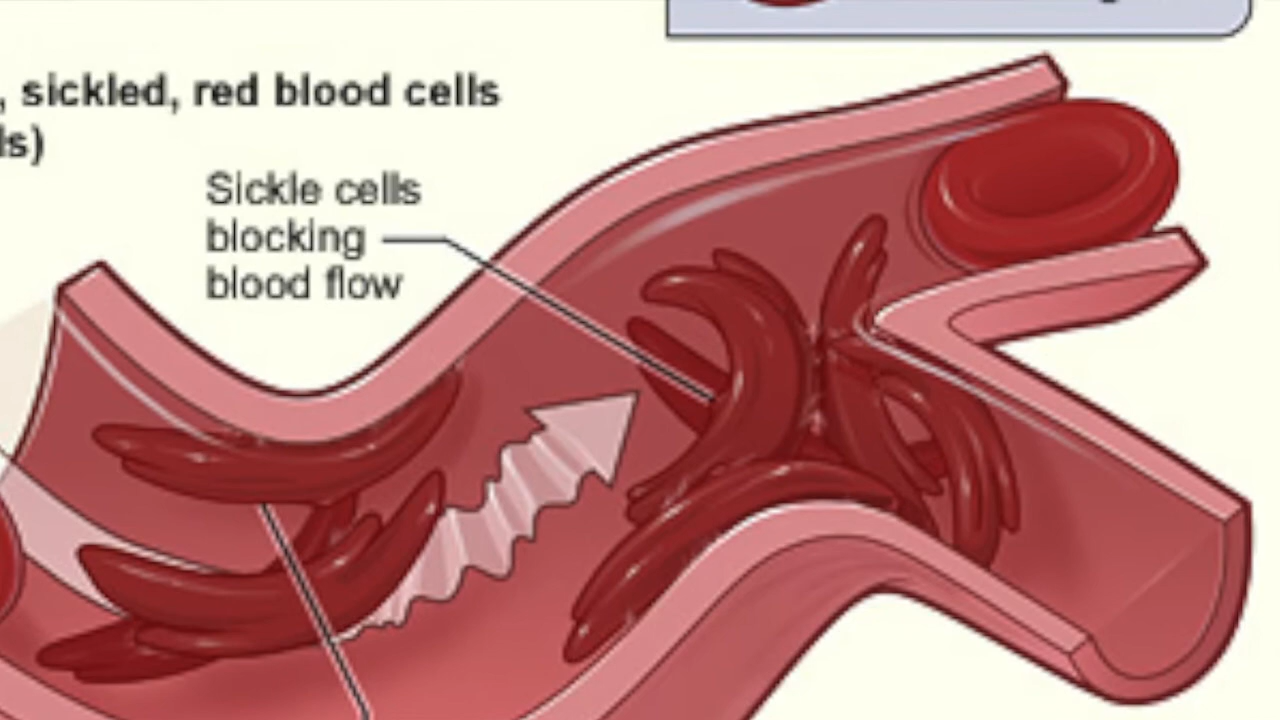 , sickled, red blood cells
ls)
Sickle cells
blocking
blood flow